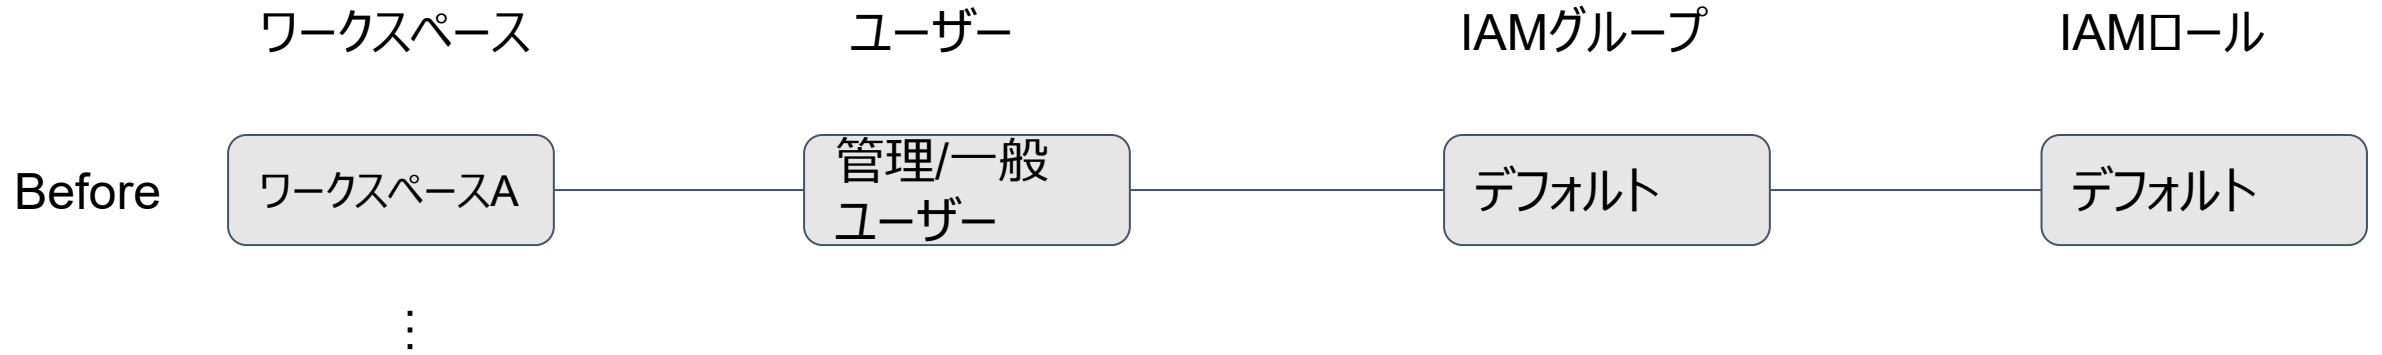 ワークスペース ユーザー IAMグループ IAMロール
Before
ワークスペースA
管理/一般
ユーザー
デフォルト
デフォルト
⋮